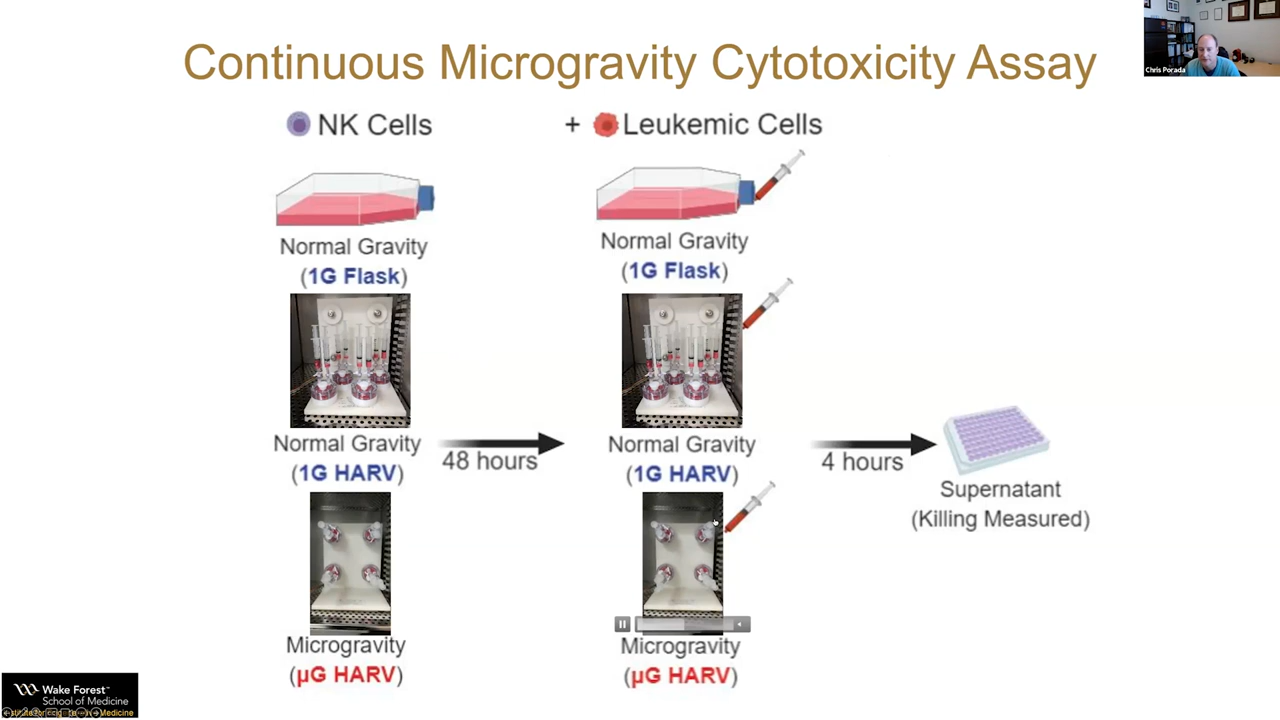 Continuous Microgravity Cytotoxicity Assay
Chris Porada
NK Cells
+ Leukemic Cells
Normal Gravity
(1G Flask)
Normal Gravity
(1G Flask)
Normal Gravity
(1G HARV)
48 hours
Normal Gravity
(1G HARV)
4 hours
Supernatant
(Killing Measured)
Microgravity
(µG HARV)
Microgravity
(µG HARV)
Wake Forest™
School of Medicine
Medicine